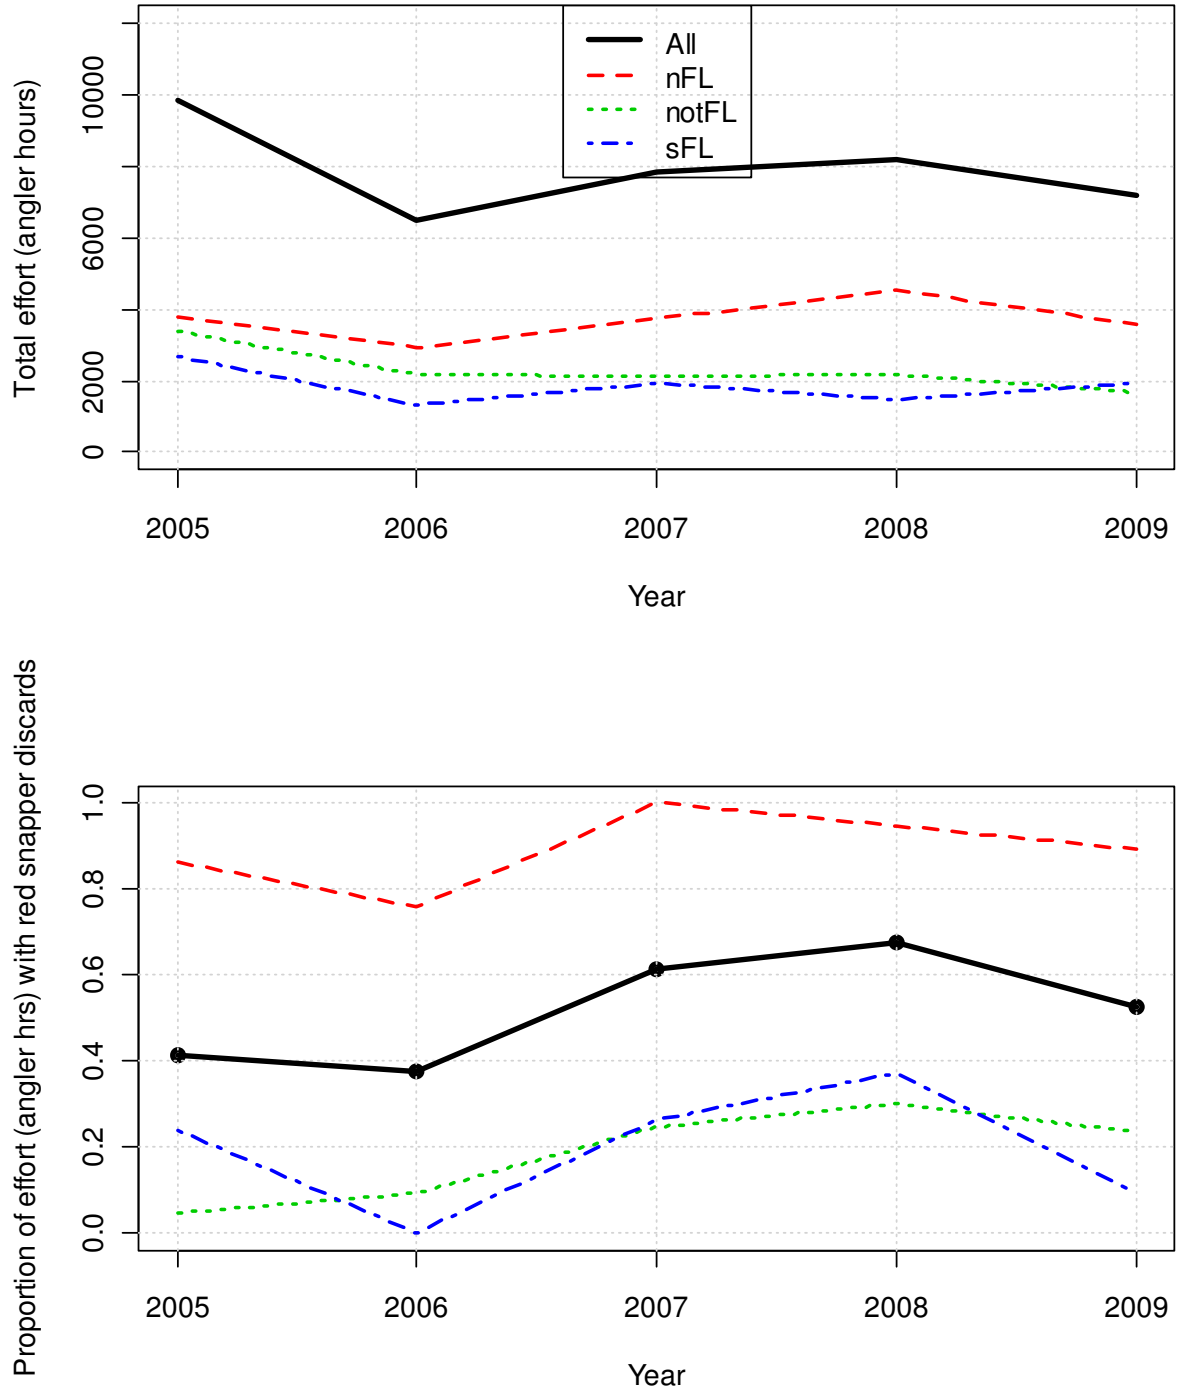 All
nFL
notFL
sFL
Total effort (angler hours)
10000
6000
2000
0
2005 2006 2007 2008 2009
Year
Proportion of effort (angler hrs) with red snapper discards
1.0
0.8
0.6
0.4
0.2
0.0
2005 2006 2007 2008 2009
Year